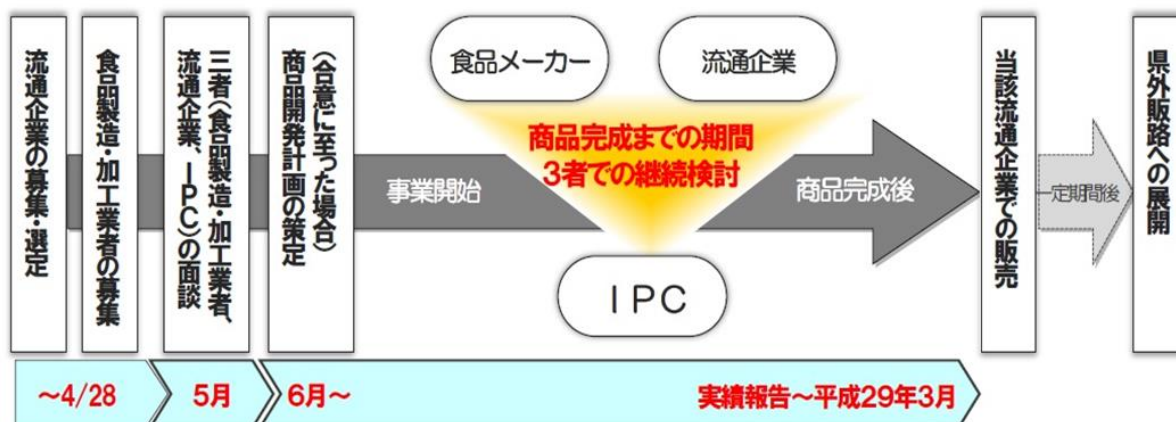 流通企業の募集・選定
食品製造・加工業者の募集
三者(食品製造・加工業者、
流通企業、IPC)の面談
(合意に至った場合)
商品開発計画の策定
事業開始
食品メーカー
流通企業
商品完成までの期間
3者での継続検討
IPC
商品完成後
当該流通企業での販売
一定期間後
県外販路への展開
～4/28
5月
6月～
実績報告～平成29年3月